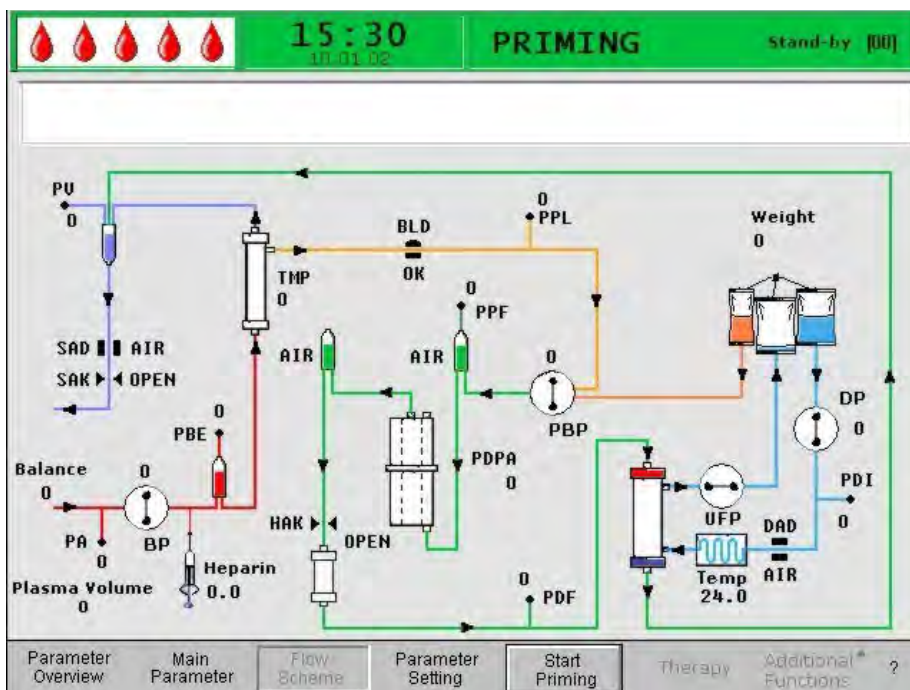 15:30
10.01.02
PRIMING
Stand-by [00]
PV
0
BLD
OK
0
PPL
Weight
0
TMP
0
0
PPF
SAD
AIR
SAK
OPEN
AIR
AIR
0
PBP
DP
0
0
PBE
PDPA
0
Balance
0
0
BP
PA
0
HAK
OPEN
UFP
PDI
0
DAD
AIR
Heparin
0.0
Plasma Volume
0
0
PDF
Temp
24.0
Parameter
Overview
Main
Parameter
Flow
Scheme
Parameter
Setting
Start
Priming
Therapy
Additional*
Functions
?